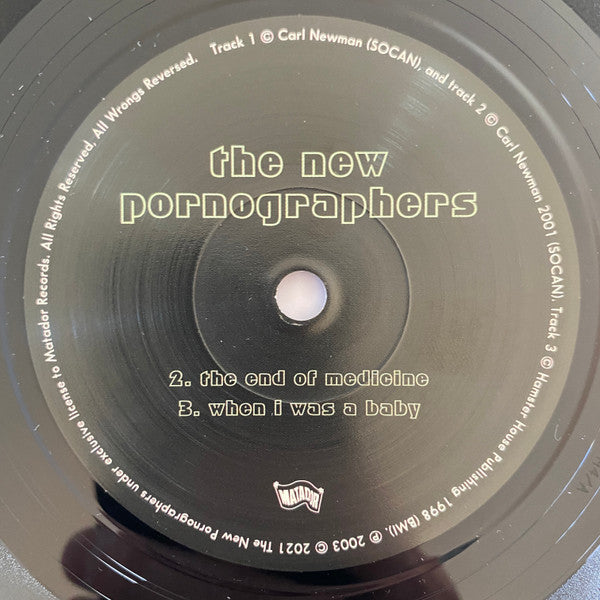 the new
pornographers
2. the end of medicine
3. when i was a baby
MATADOR
Track 1 © Carl Newman (SOCAN), and track 2 © Carl Newman 2001 (SOCAN). Track 3 © Hamster House Publishing 1998 (BMI). ℗ 2003 © 2021 The New Pornographers under exclusive license to Matador Records. All Rights Reserved. All Wrongs Reversed.